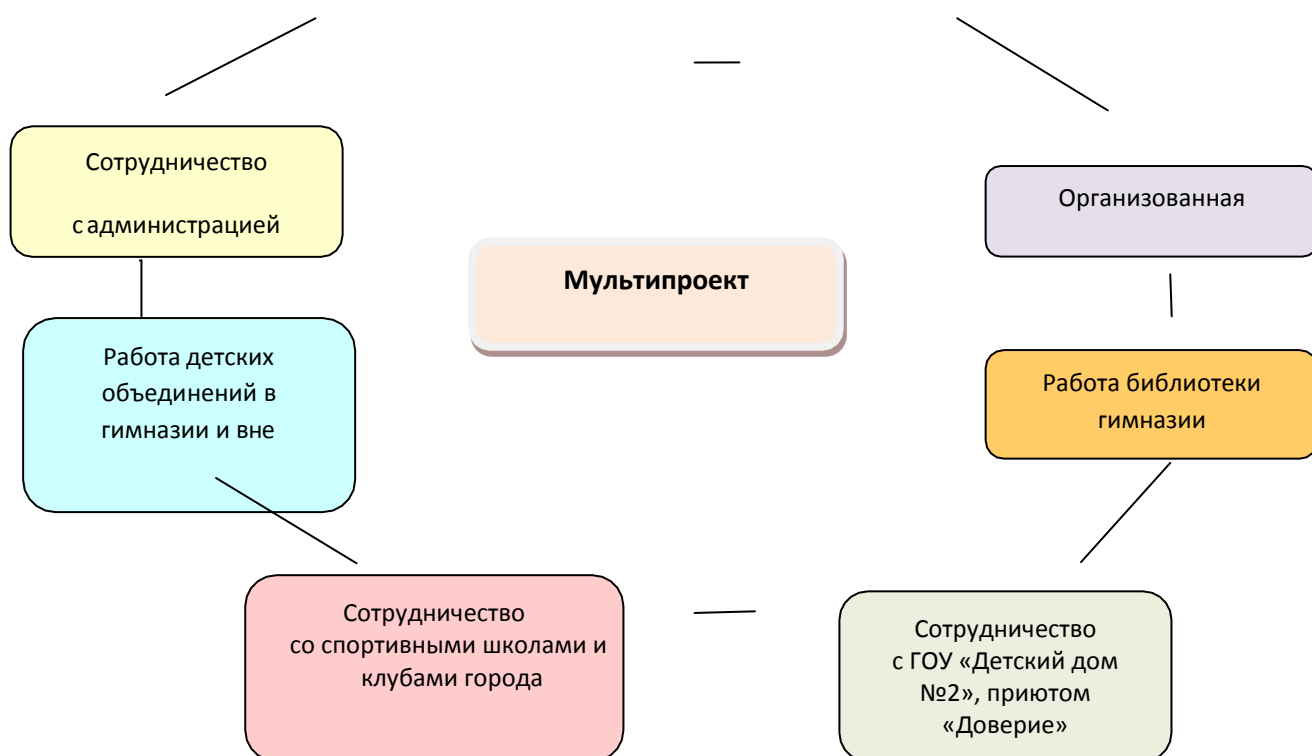 Сотрудничество
с администрацией
Организованная
Мультипроект
Работа детских
объединений в
гимназии и вне
Работа библиотеки
гимназии
Сотрудничество
со спортивными школами и
клубами города
Сотрудничество
с ГОУ «Детский дом
№2», приютом
«Доверие»